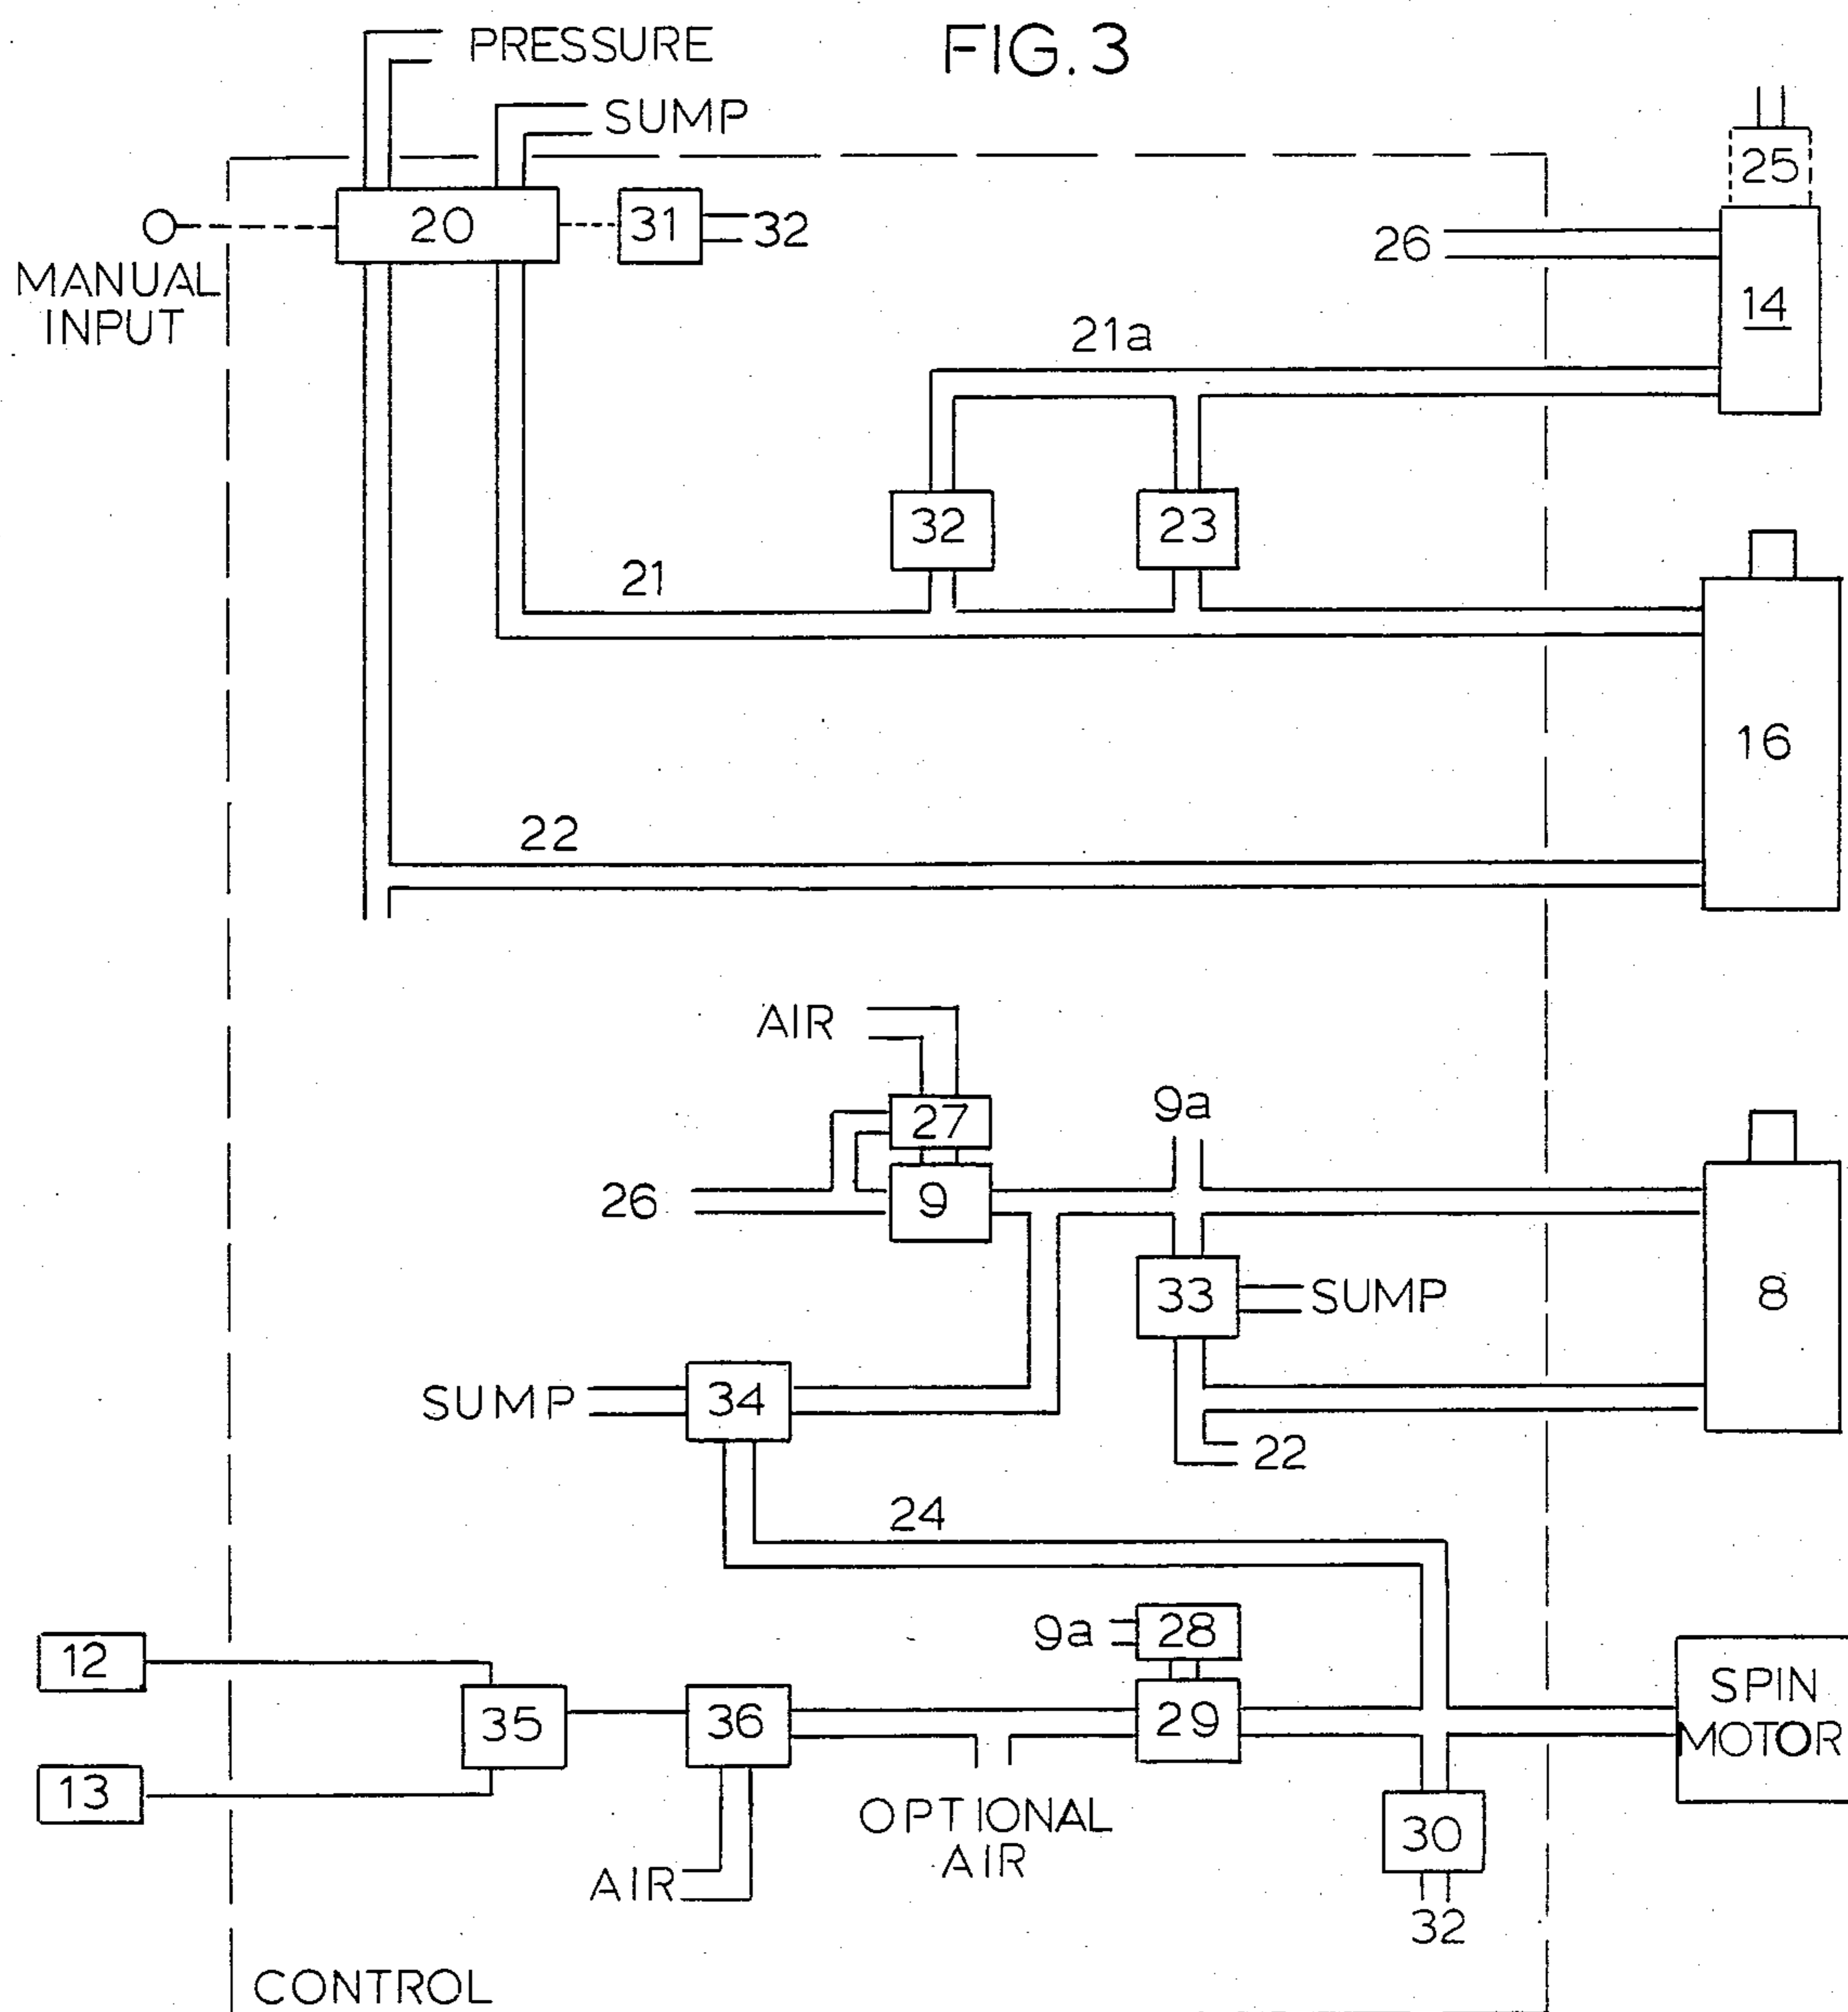 FIG. 3
PRESSURE
SUMP
25
20
31
32
26
14
MANUAL
INPUT
21a
32
23
21
16
22
AIR
27
9a
26
9
33
SUMP
8
SUMP
34
22
24
12
9a
28
35
36
29
SPIN
MOTOR
13
OPTIONAL
AIR
30
AIR
32
CONTROL